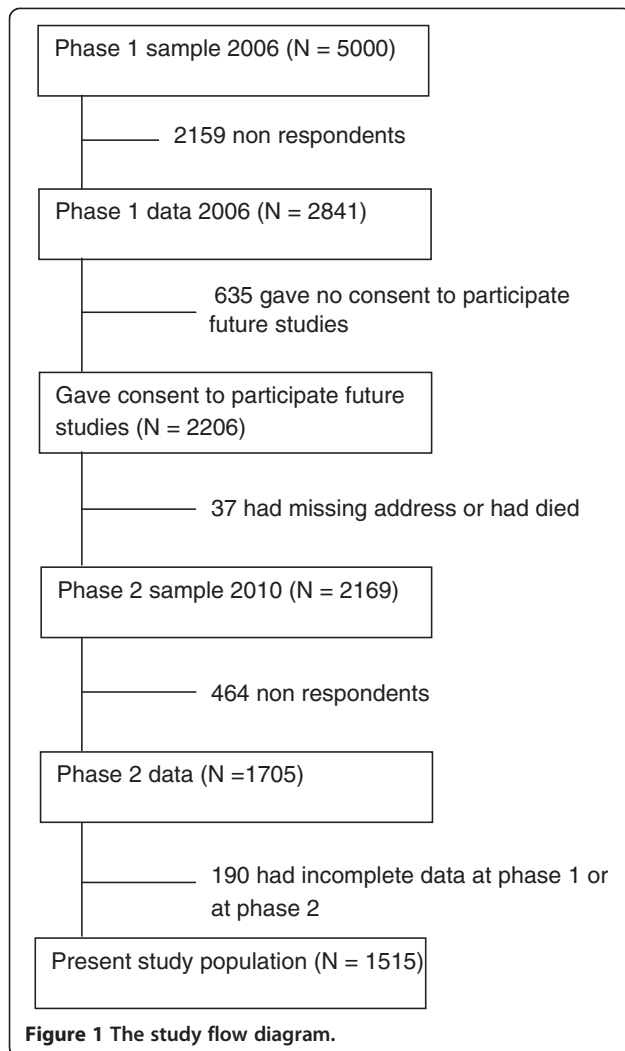 Phase 1 sample 2006 (N = 5000)
2159 non respondents
Phase 1 data 2006 (N = 2841)
635 gave no consent to participate
future studies
Gave consent to participate future
studies (N = 2206)
37 had missing address or had died
Phase 2 sample 2010 (N = 2169)
464 non respondents
Phase 2 data (N =1705)
190 had incomplete data at phase 1 or
at phase 2
Present study population (N = 1515)
Figure 1 The study flow diagram.